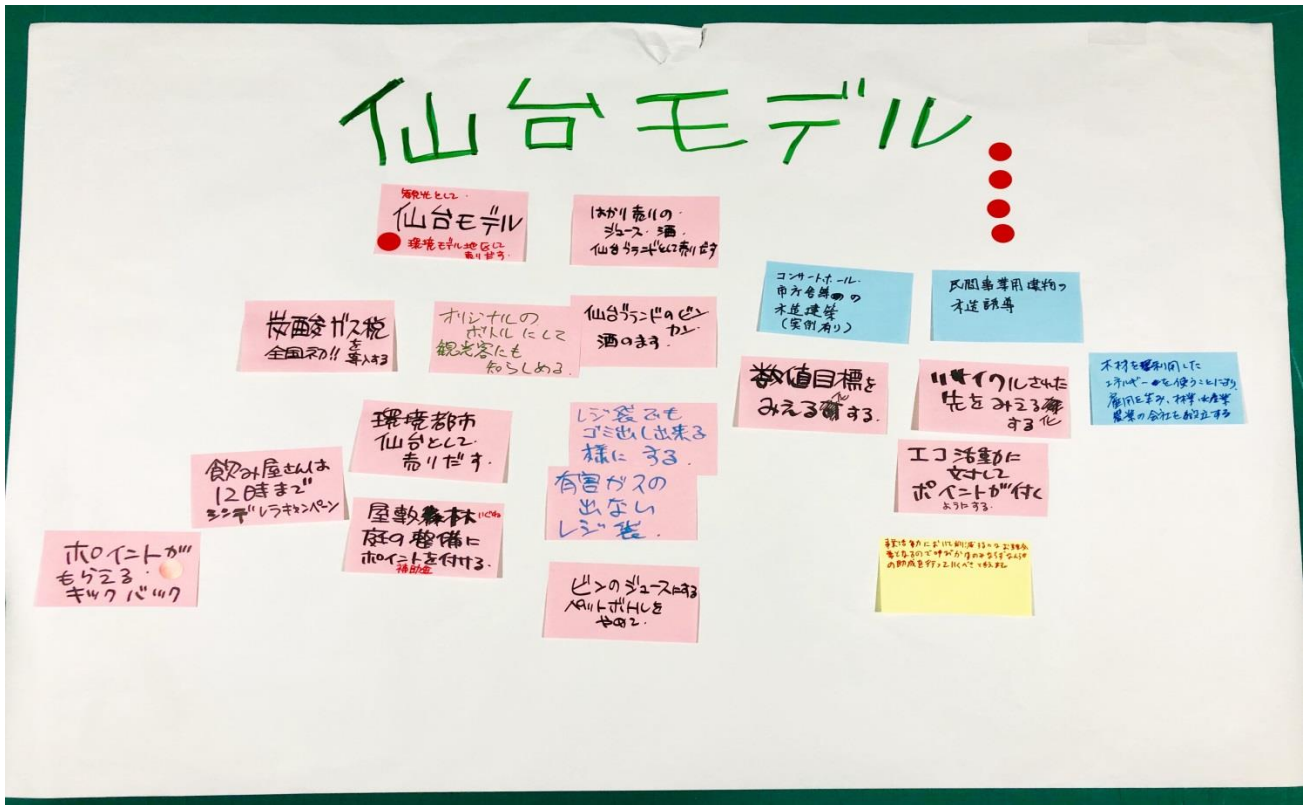 仙台モデル
観光として
仙台モデル
環境モデル地区して
売りだす.
はかり売りの.
ジュース.酒.
仙台ブランドとして売りだす
コンサートホール.
市庁舎等の
木造建築
(実例有り)
民間事業用建物の
木造誘導
炭酸ガス税
を
全国初!!導入する
オリジナルの
ボトルにして
観光客にも
知らしめる.
仙台ブランドのビン
カン.
酒のます.
数値目標を
みえる化する.
リサイクルされた
先をみえる化
する
木材を利用した
エネルギーを使うことにより
雇用を生み、林業、水産業
農業の会社を設立する
環境都市
仙台として
売りだす.
レジ袋でも
ゴミ出し出来る
様にする.
エコ活動に
対して
ポイントが付く
ようにする.
飲み屋さんは
12時まで
シンデレラキャンペーン
屋敷林いぐね
庭の整備に
ポイントを付ける.
補助金
有害ガスの
出ない
レジ袋.
ポイントが
もらえる.
キックバック
ビンのジュースにする
ペットボトルを
やめて.